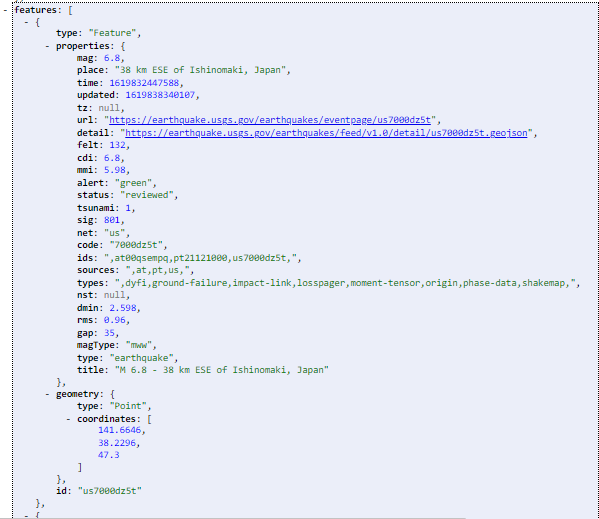 - features: [
- {
type: "Feature",
- properties: {
mag: 6.8,
place: "38 km ESE of Ishinomaki, Japan",
time: 1619832447588,
updated: 1619838340107,
tz: null,
url: "https://earthquake.usgs.gov/earthquakes/eventpage/us7000dz5t",
detail: "https://earthquake.usgs.gov/earthquakes/feed/v1.0/detail/us7000dz5t.geojson",
felt: 132,
cdi: 6.8,
mmi: 5.98,
alert: "green",
status: "reviewed",
tsunami: 1,
sig: 801,
net: "us",
code: "7000dz5t",
ids: ",at00qsempq,pt21121000,us7000dz5t,",
sources: ",at,pt,us,",
types: ",dyfi,ground-failure,impact-link,losspager,moment-tensor,origin,phase-data,shakemap,",
nst: null,
dmin: 2.598,
rms: 0.96,
gap: 35,
magType: "mww",
type: "earthquake",
title: "M 6.8 - 38 km ESE of Ishinomaki, Japan"
},
- geometry: {
type: "Point",
- coordinates: [
141.6646,
38.2296,
47.3
]
},
id: "us7000dz5t"
},
- {